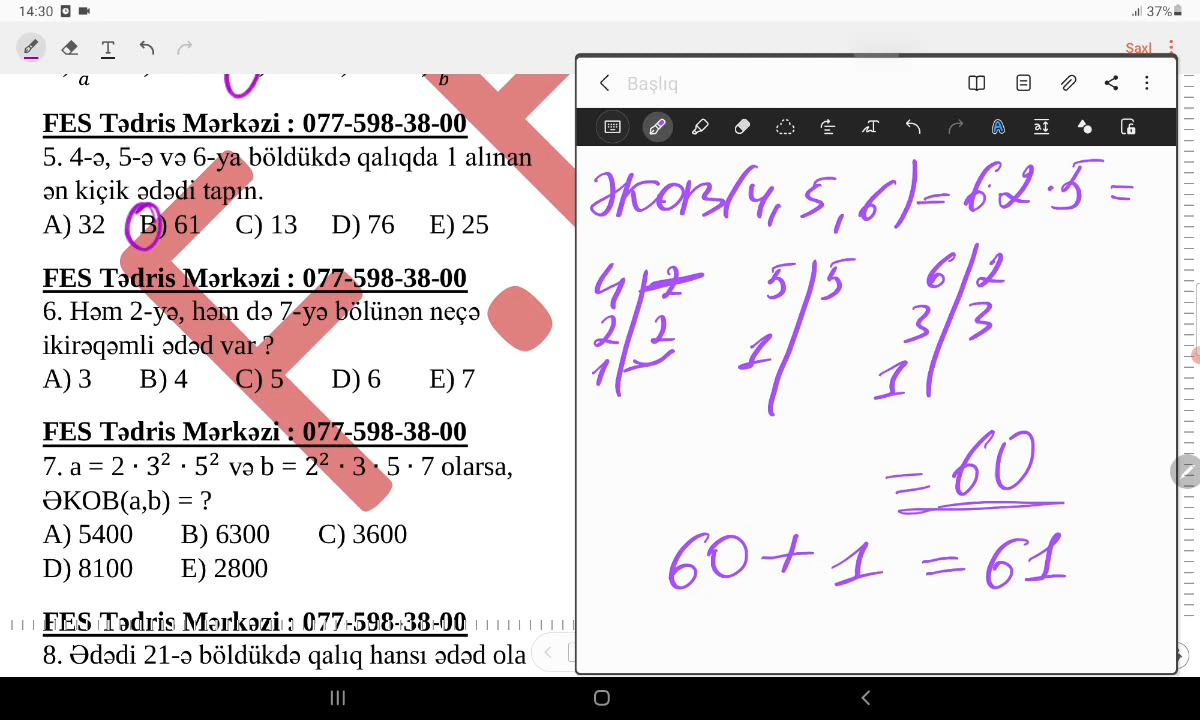 14:30
37%
T
Saxl
a
b
FES Tədris Mərkəzi : 077-598-38-00
5. 4-ə, 5-ə və 6-ya böldükdə qalıqda 1 alınan
ən kiçik ədədi tapın.
A) 32 B) 61 C) 13 D) 76 E) 25
FES Tədris Mərkəzi : 077-598-38-00
6. Həm 2-yə, həm də 7-yə bölünən neçə
ikirəqəmli ədəd var ?
A) 3 B) 4 C) 5 D) 6 E) 7
FES Tədris Mərkəzi : 077-598-38-00
7. a = 2 · 3² · 5² və b = 2² · 3 · 5 · 7 olarsa,
ƏKOB(a,b) = ?
A) 5400 B) 6300 C) 3600
D) 8100 E) 2800
FES Tədris Mərkəzi : 077-598-38-00
8. Ədədi 21-ə böldükdə qalıq hansı ədəd ola
Başlıq
ƏKOB(4, 5, 6) = 6·2·5 =
4 2 5 5 6 2
2 2 1 3 3
1 1
= 60
60 + 1 = 61